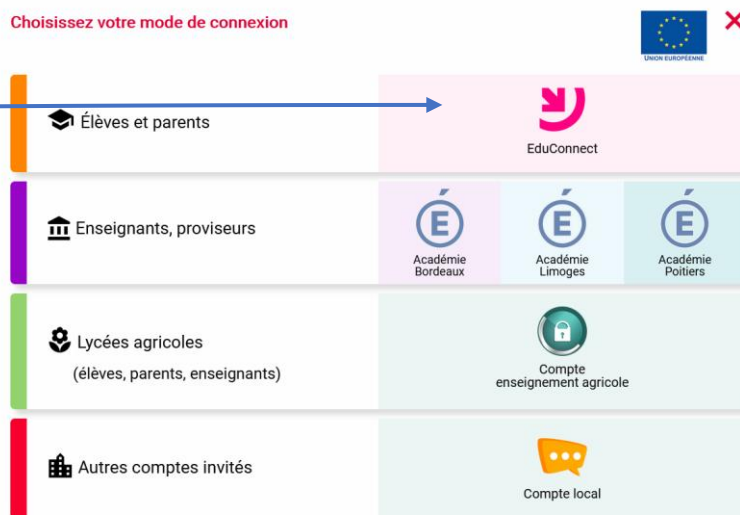 Choisissez votre mode de connexion
UNION EUROPÉENNE
Élèves et parents
EduConnect
Enseignants, proviseurs
É
Académie
Bordeaux
É
Académie
Limoges
É
Académie
Poitiers
Lycées agricoles
(élèves, parents, enseignants)
Compte
enseignement agricole
Autres comptes invités
Compte local